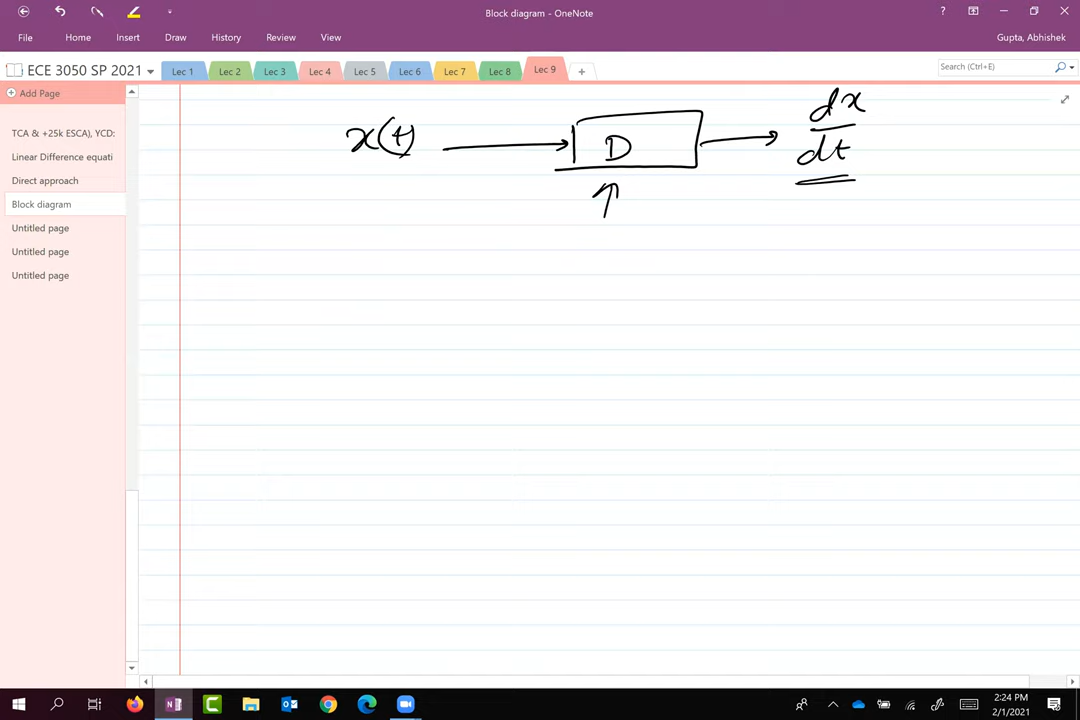 Block diagram - OneNote
File Home Insert Draw History Review View Gupta, Abhishek
ECE 3050 SP 2021 Lec 1 Lec 2 Lec 3 Lec 4 Lec 5 Lec 6 Lec 7 Lec 8 Lec 9 Search (Ctrl+E)
Add Page
TCA & +25k ESCA), YCD:
Linear Difference equati
Direct approach
Block diagram
Untitled page
Untitled page
Untitled page
x(t) D dx
dt
2:24 PM
2/1/2021